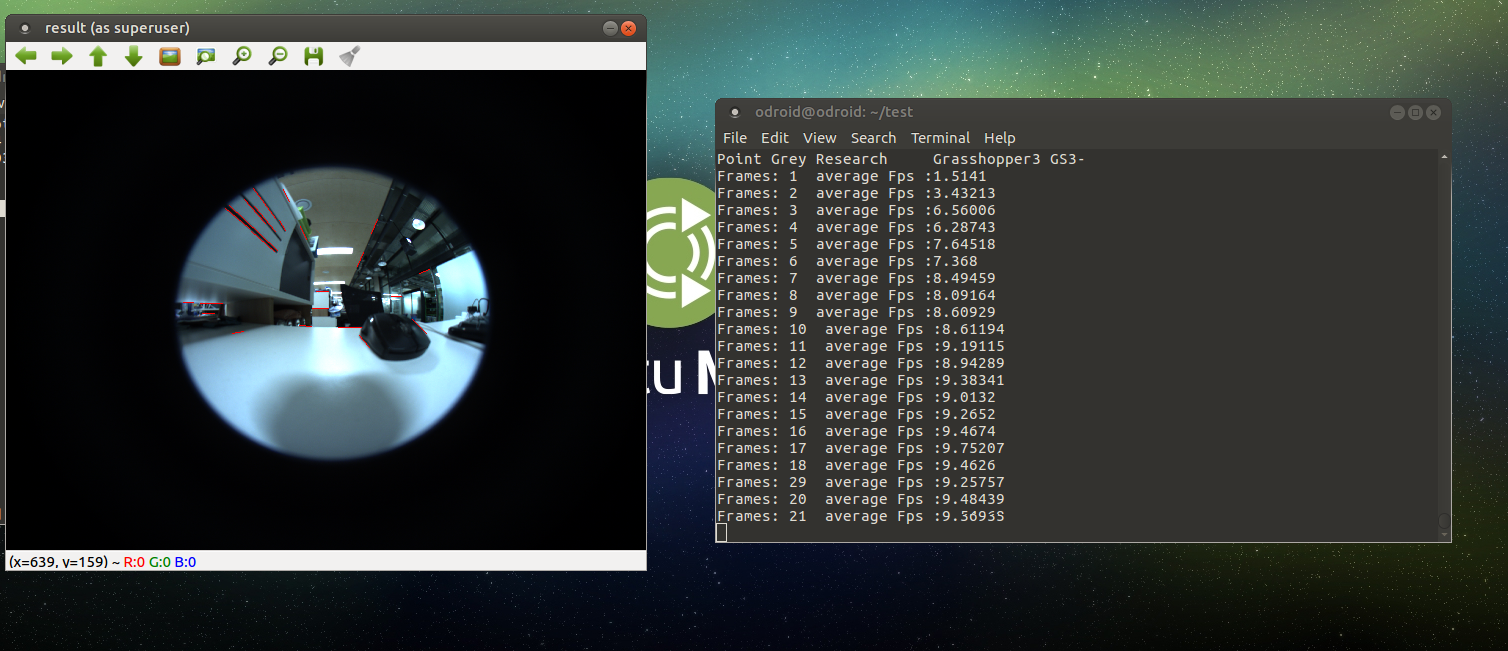 result (as superuser)
(x=639, y=159) ~ R:0 G:0 B:0
tu M
odroid@odroid: ~/test
File Edit View Search Terminal Help
Point Grey Research Grasshopper3 GS3-
Frames: 1 average Fps :1.5141
Frames: 2 average Fps :3.43213
Frames: 3 average Fps :6.56006
Frames: 4 average Fps :6.28743
Frames: 5 average Fps :7.64518
Frames: 6 average Fps :7.368
Frames: 7 average Fps :8.49459
Frames: 8 average Fps :8.09164
Frames: 9 average Fps :8.60929
Frames: 10 average Fps :8.61194
Frames: 11 average Fps :9.19115
Frames: 12 average Fps :8.94289
Frames: 13 average Fps :9.38341
Frames: 14 average Fps :9.0132
Frames: 15 average Fps :9.2652
Frames: 16 average Fps :9.4674
Frames: 17 average Fps :9.75207
Frames: 18 average Fps :9.4626
Frames: 29 average Fps :9.25757
Frames: 20 average Fps :9.48439
Frames: 21 average Fps